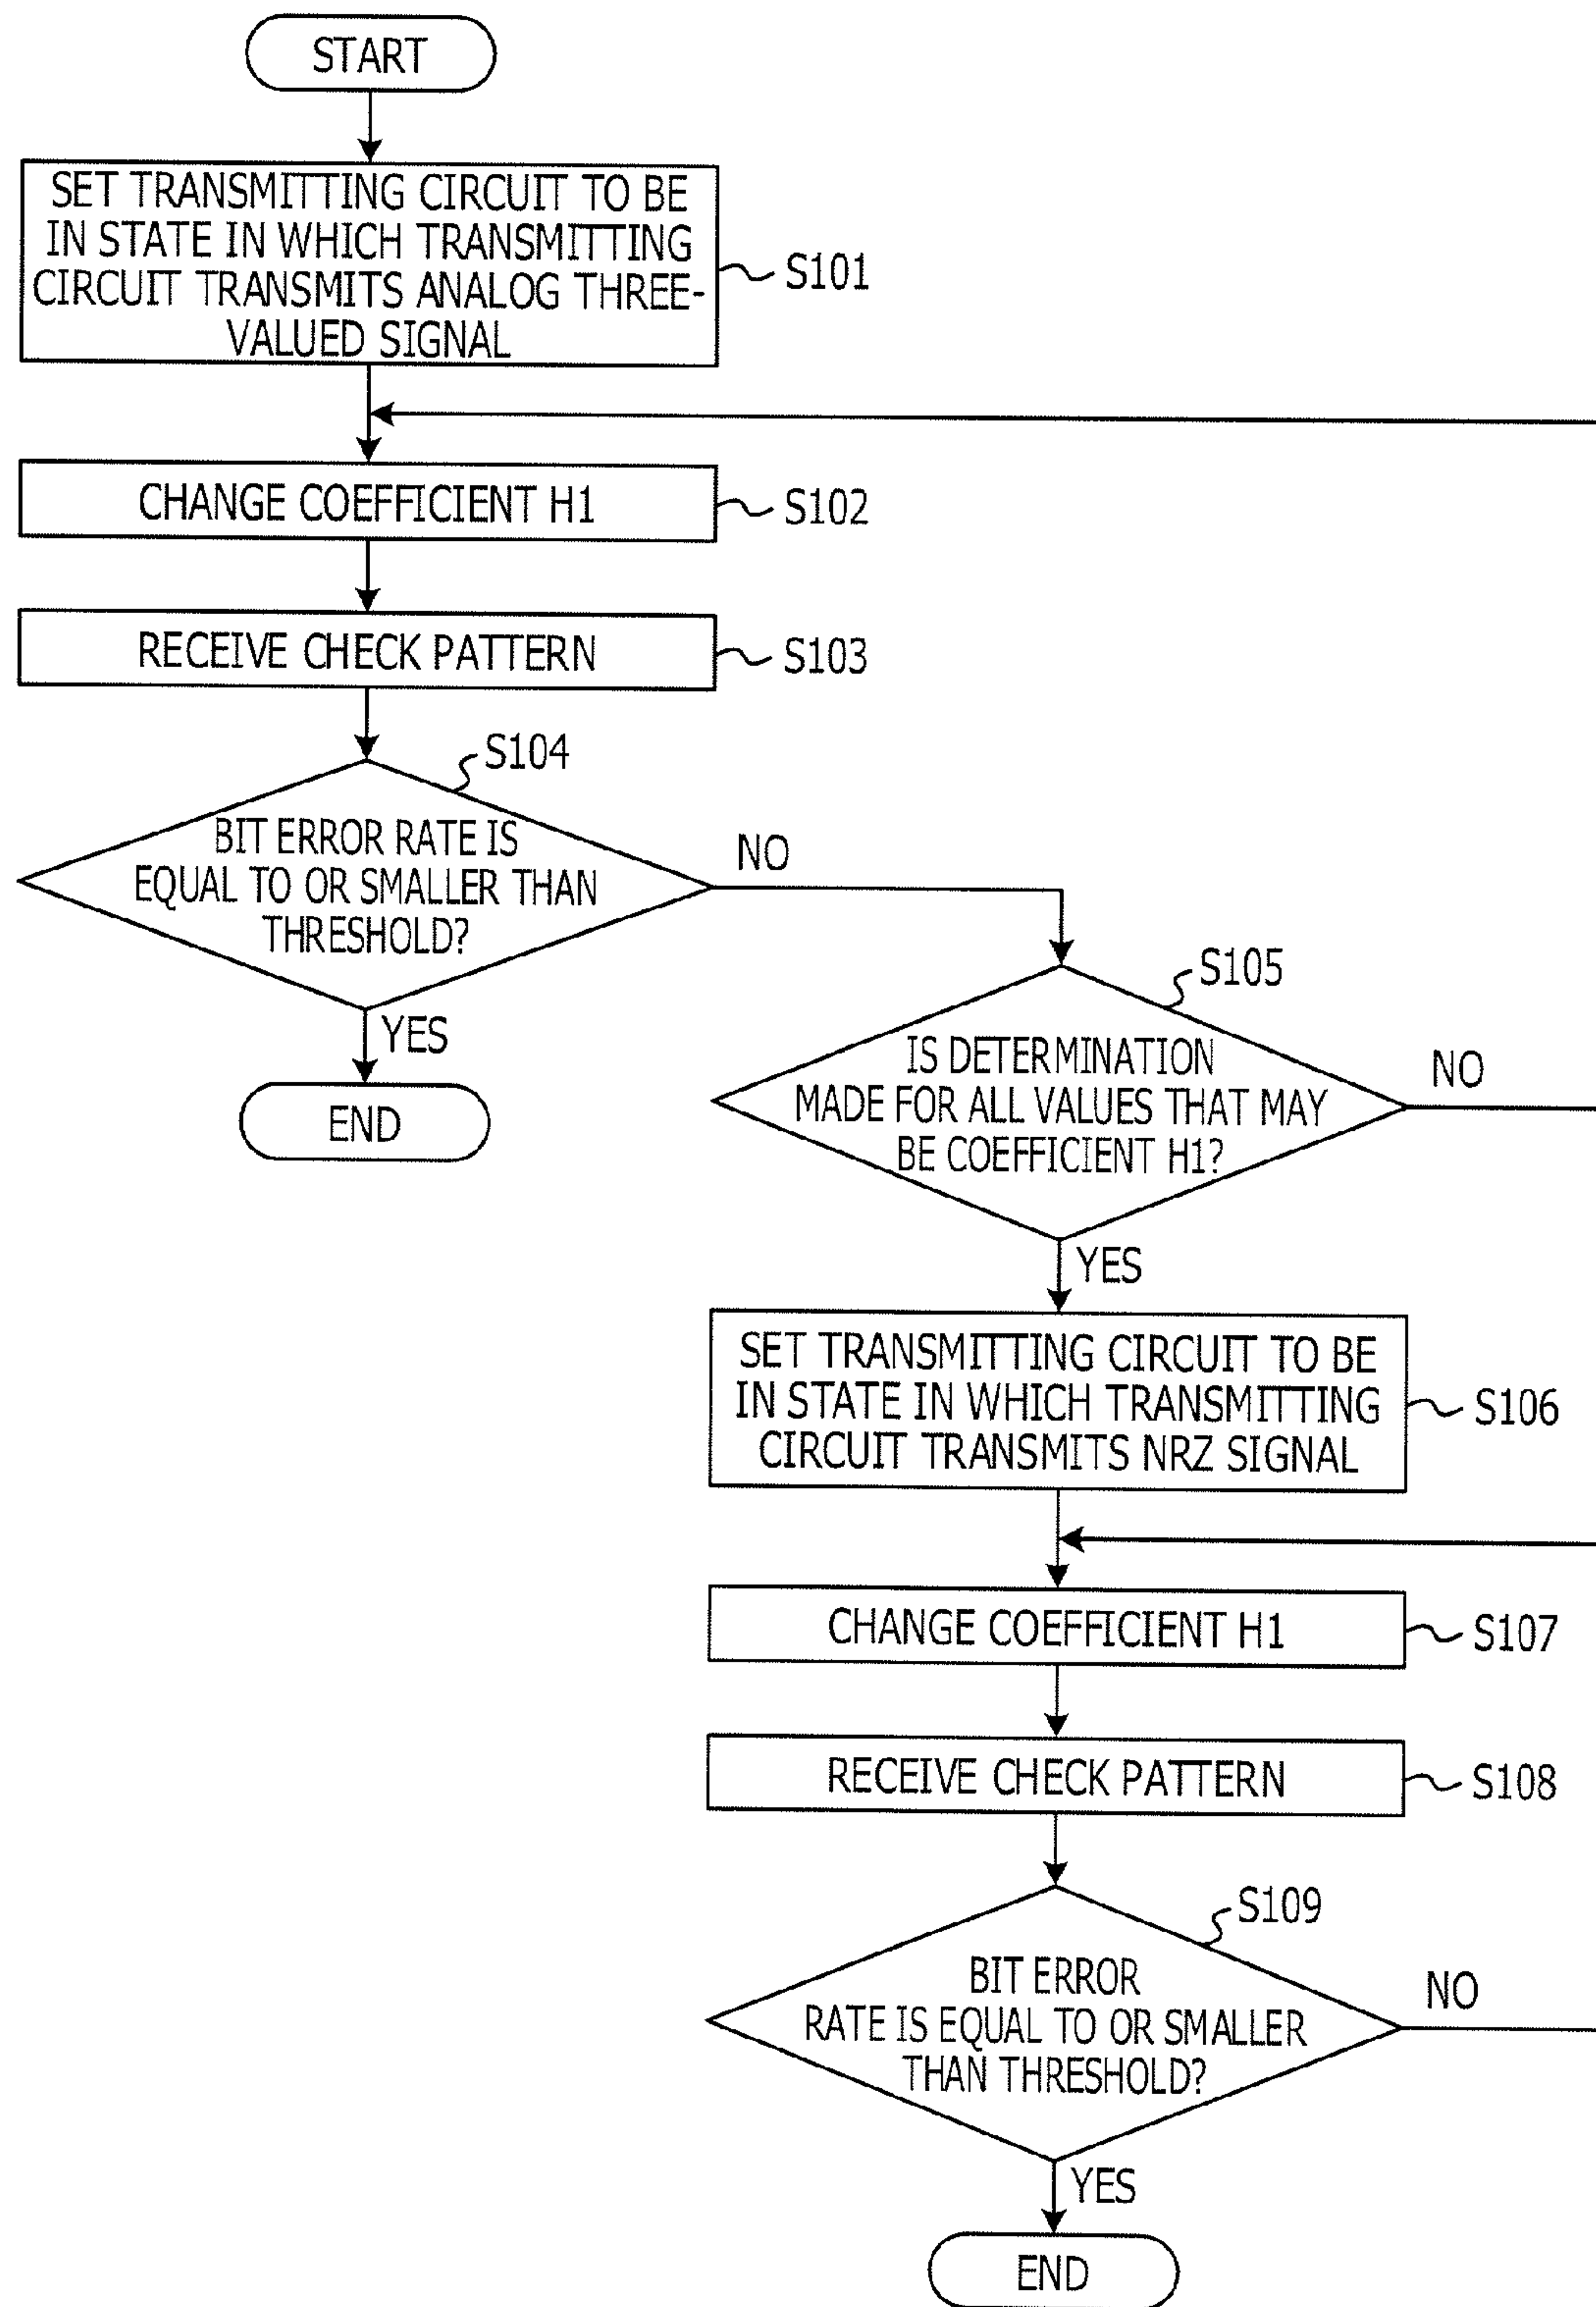 START
SET TRANSMITTING CIRCUIT TO BE
IN STATE IN WHICH TRANSMITTING
CIRCUIT TRANSMITS ANALOG THREE-
VALUED SIGNAL
S101
CHANGE COEFFICIENT H1
S102
RECEIVE CHECK PATTERN
S103
S104
BIT ERROR RATE IS
EQUAL TO OR SMALLER THAN
THRESHOLD?
NO
YES
END
S105
IS DETERMINATION
MADE FOR ALL VALUES THAT MAY
BE COEFFICIENT H1?
NO
YES
SET TRANSMITTING CIRCUIT TO BE
IN STATE IN WHICH TRANSMITTING
CIRCUIT TRANSMITS NRZ SIGNAL
S106
CHANGE COEFFICIENT H1
S107
RECEIVE CHECK PATTERN
S108
S109
BIT ERROR
RATE IS EQUAL TO OR SMALLER
THAN THRESHOLD?
NO
YES
END